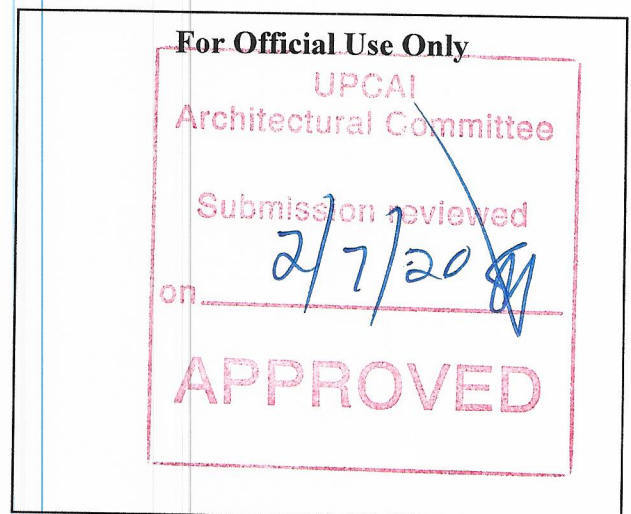 For Official Use Only
UPCAI
Architectural Committee
Submission reviewed
on 2/7/20
APPROVED